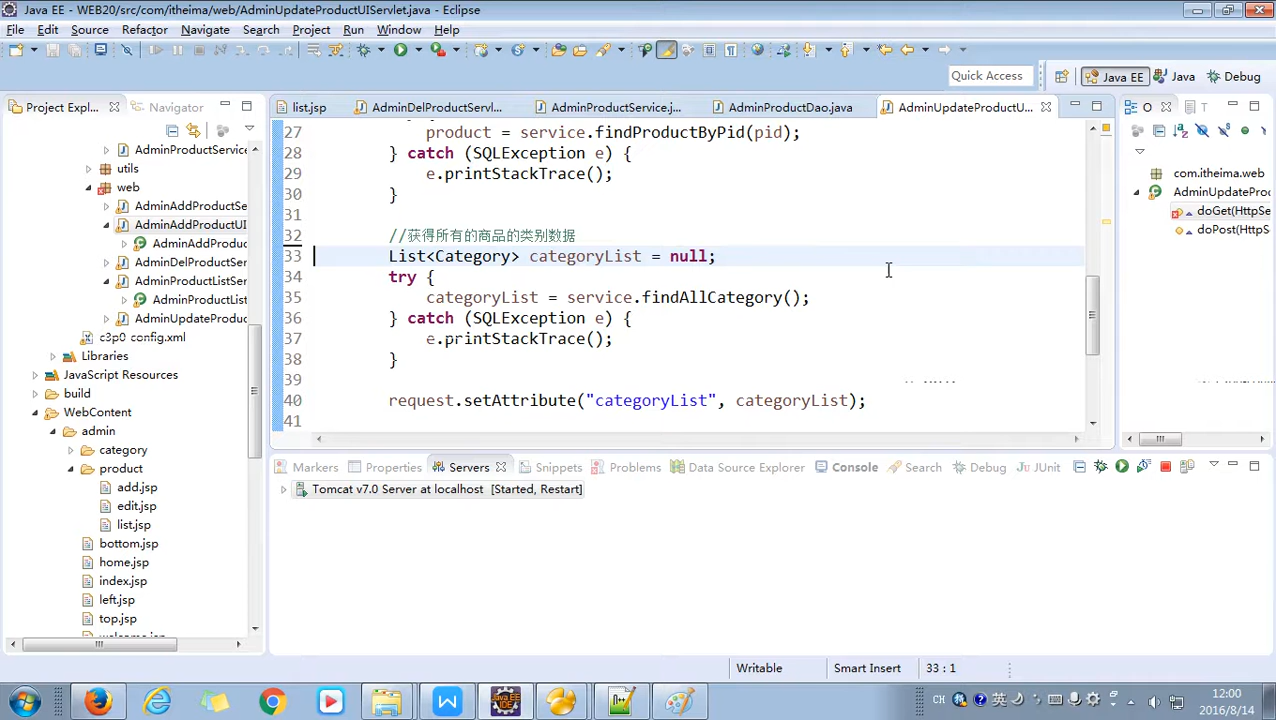 Java EE - WEB20/src/com/itheima/web/AdminUpdateProductUIServlet.java - Eclipse
File Edit Source Refactor Navigate Search Project Run Window Help
Quick Access
Java EE
Java
Debug
Project Expl...
Navigator
list.jsp
AdminDelProductServl...
AdminProductService.j...
AdminProductDao.java
AdminUpdateProductU...
O
T
AdminProductService
utils
web
AdminAddProductSe
AdminAddProductUI
AdminAddProduc
AdminDelProductSer
AdminProductListSer
AdminProductList
AdminUpdateProduc
c3p0-config.xml
Libraries
JavaScript Resources
build
WebContent
admin
category
product
add.jsp
edit.jsp
list.jsp
bottom.jsp
home.jsp
index.jsp
left.jsp
top.jsp
welcome.jsp
27 product = service.findProductByPid(pid);
28 } catch (SQLException e) {
29 e.printStackTrace();
30 }
31
32 //获得所有的商品的类别数据
33 List<Category> categoryList = null;
34 try {
35 categoryList = service.findAllCategory();
36 } catch (SQLException e) {
37 e.printStackTrace();
38 }
39
40 request.setAttribute("categoryList", categoryList);
41
com.itheima.web
AdminUpdatePro
doGet(HttpSe
doPost(HttpSe
Markers
Properties
Servers
Snippets
Problems
Data Source Explorer
Console
Search
Debug
JUnit
Tomcat v7.0 Server at localhost [Started, Restart]
Writable
Smart Insert
33 : 1
CH
英
12:00
2016/8/14